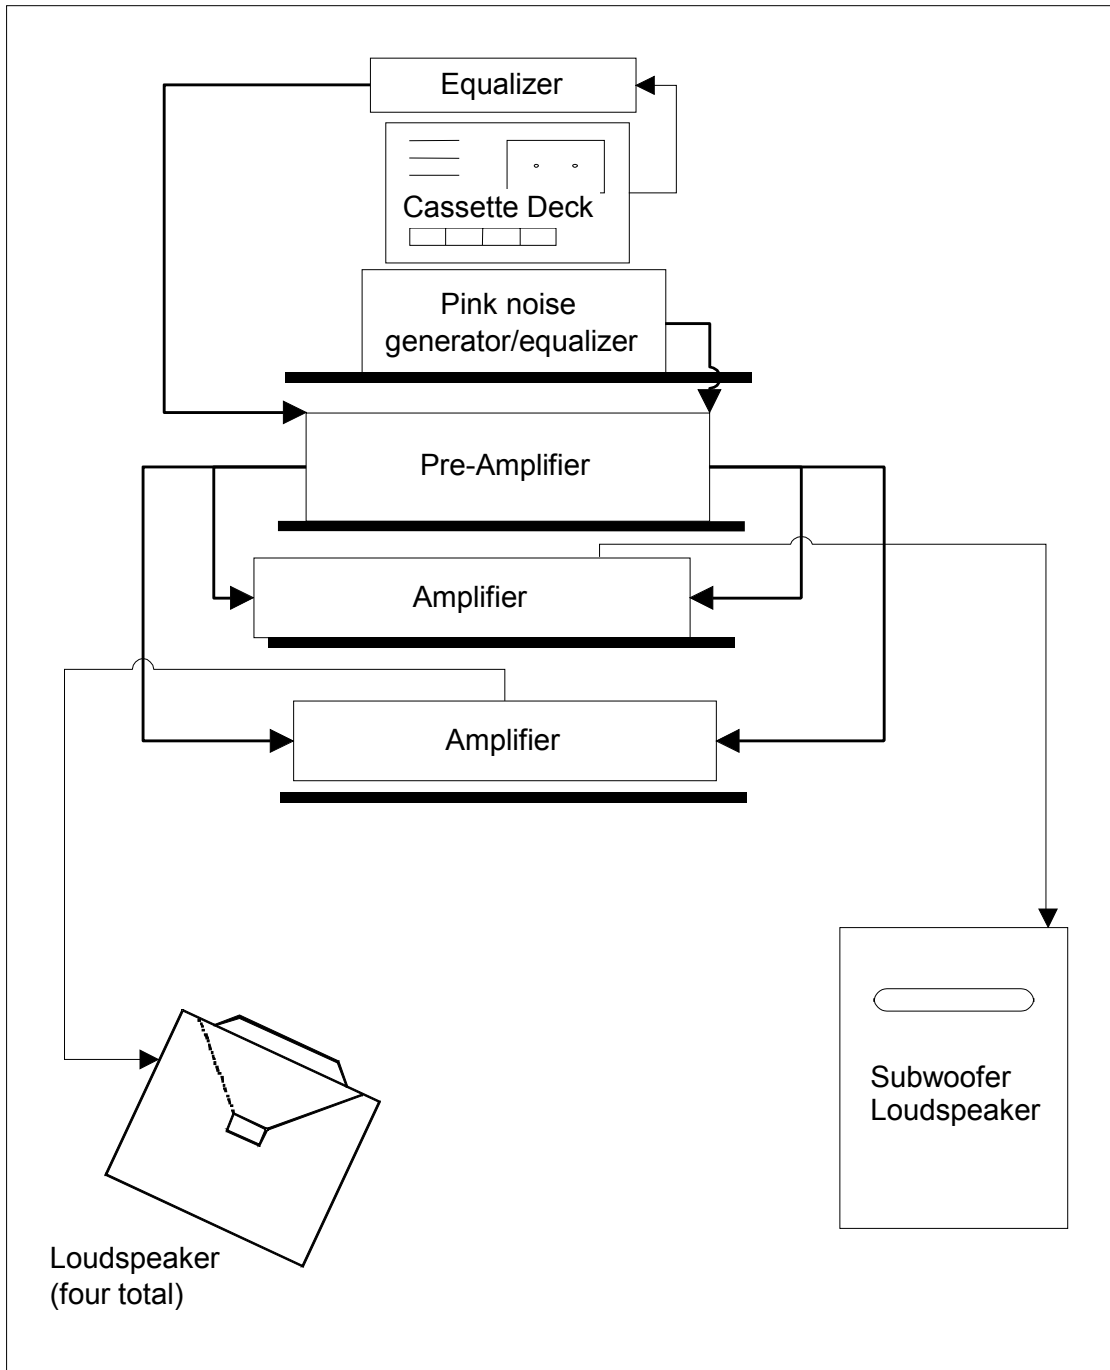 Equalizer
Cassette Deck
Pink noise
generator/equalizer
Pre-Amplifier
Amplifier
Amplifier
Subwoofer
Loudspeaker
Loudspeaker
(four total)